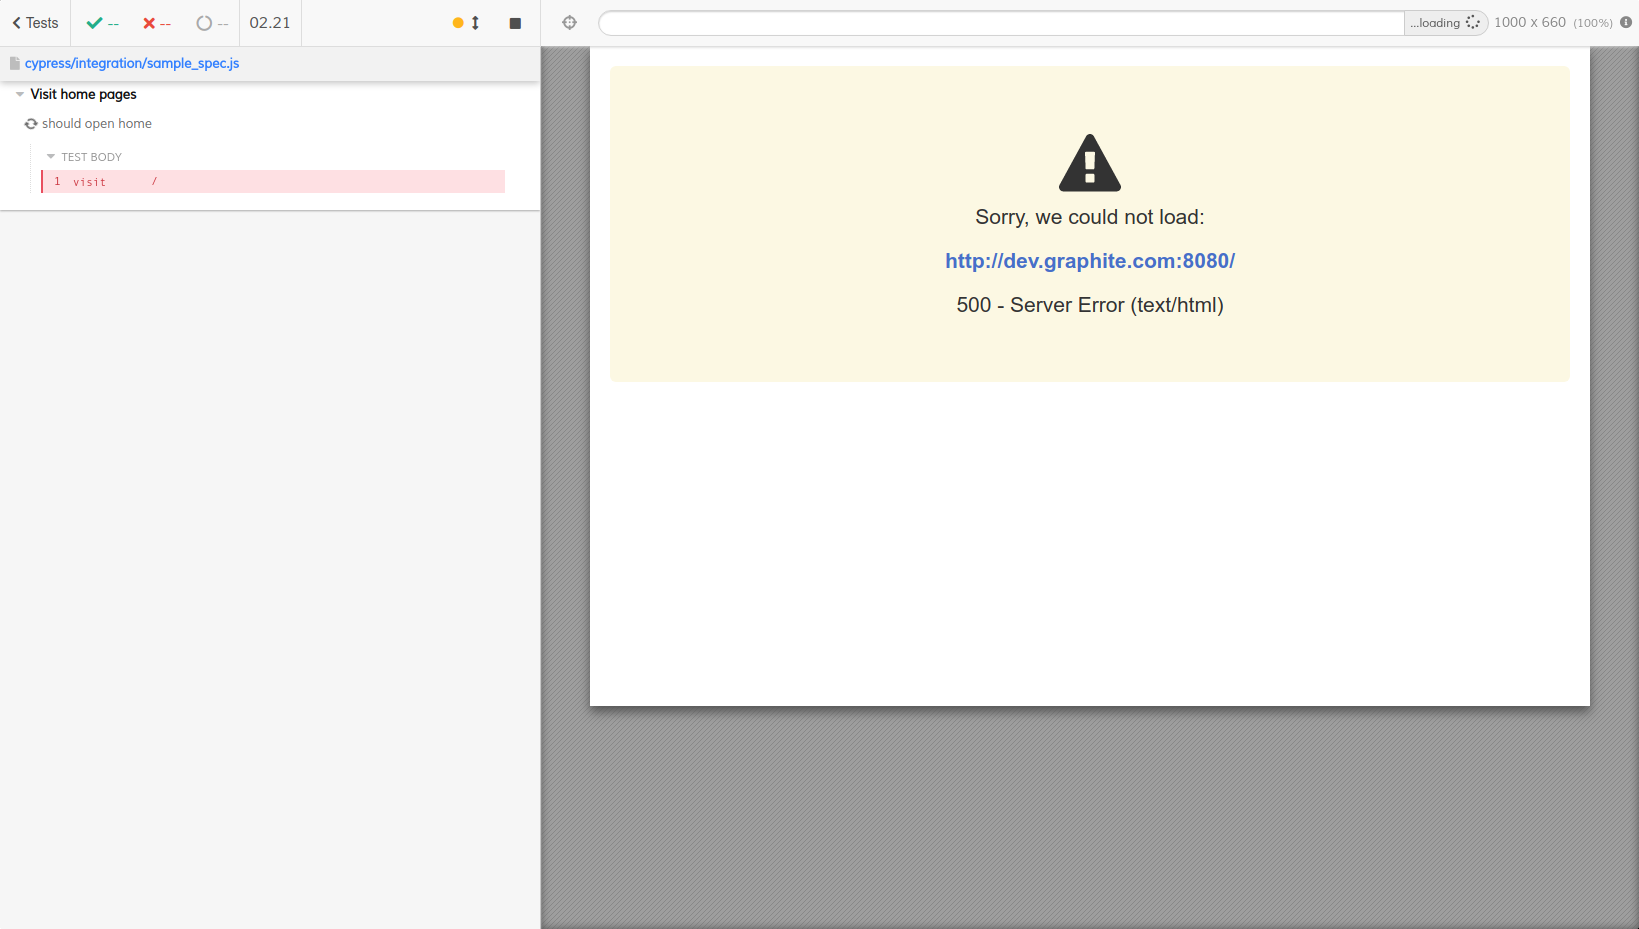 Tests
--
--
--
02.21
...loading
1000 x 660 (100%)
cypress/integration/sample_spec.js
Visit home pages
should open home
TEST BODY
1 visit /
Sorry, we could not load:
http://dev.graphite.com:8080/
500 - Server Error (text/html)